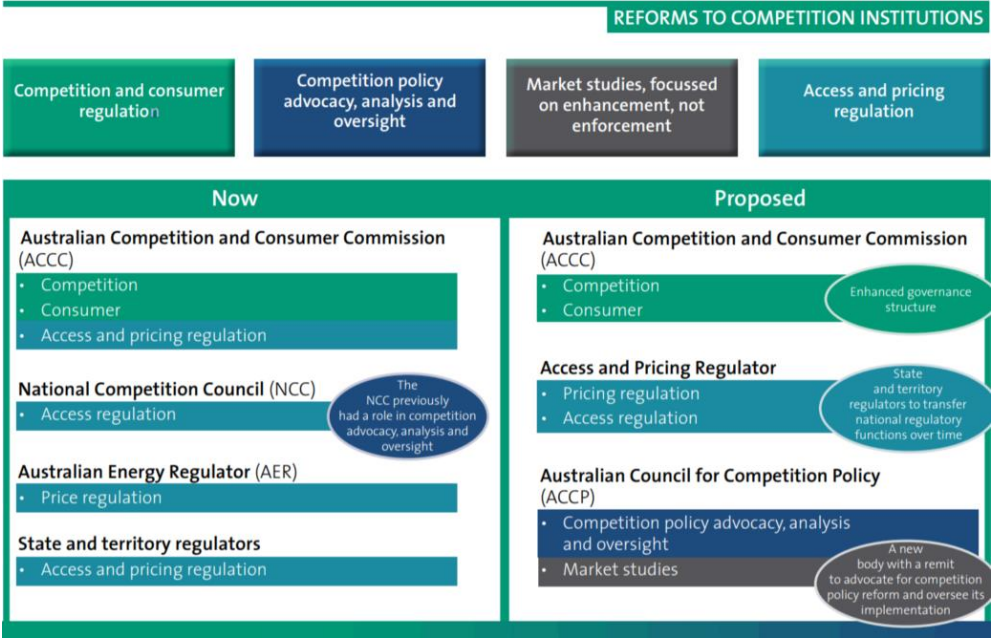 REFORMS TO COMPETITION INSTITUTIONS
Competition and consumer
regulation
Competition policy
advocacy, analysis and
oversight
Market studies, focussed
on enhancement, not
enforcement
Access and pricing
regulation
Now
Australian Competition and Consumer Commission
(ACCC)
• Competition
• Consumer
• Access and pricing regulation
National Competition Council (NCC)
• Access regulation
The
NCC previously
had a role in competition
advocacy, analysis and
oversight
Australian Energy Regulator (AER)
• Price regulation
State and territory regulators
• Access and pricing regulation
Proposed
Australian Competition and Consumer Commission
(ACCC)
• Competition
• Consumer
Enhanced governance
structure
Access and Pricing Regulator
• Pricing regulation
• Access regulation
State
and territory
regulators to transfer
national regulatory
functions over time
Australian Council for Competition Policy
(ACCP)
• Competition policy advocacy, analysis
and oversight
• Market studies
A new
body with a remit
to advocate for competition
policy reform and oversee its
implementation